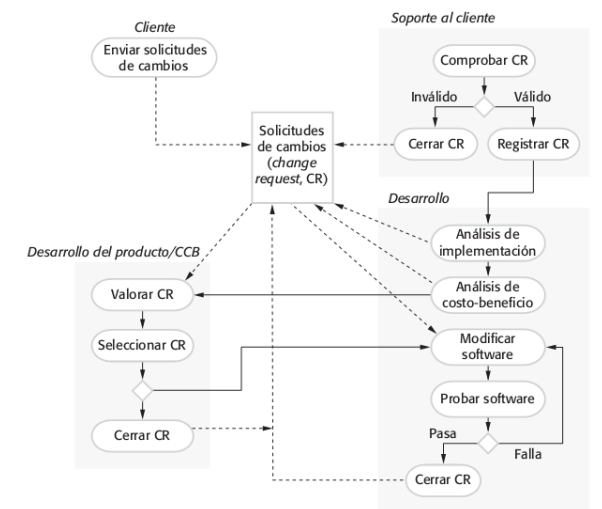 Cliente
Enviar solicitudes
de cambios
Soporte al cliente
Comprobar CR
Inválido
Válido
Cerrar CR
Registrar CR
Solicitudes
de cambios
(change
request, CR)
Desarrollo
Análisis de
implementación
Análisis de
costo-beneficio
Desarrollo del producto/CCB
Valorar CR
Seleccionar CR
Cerrar CR
Modificar
software
Probar software
Pasa
Falla
Cerrar CR